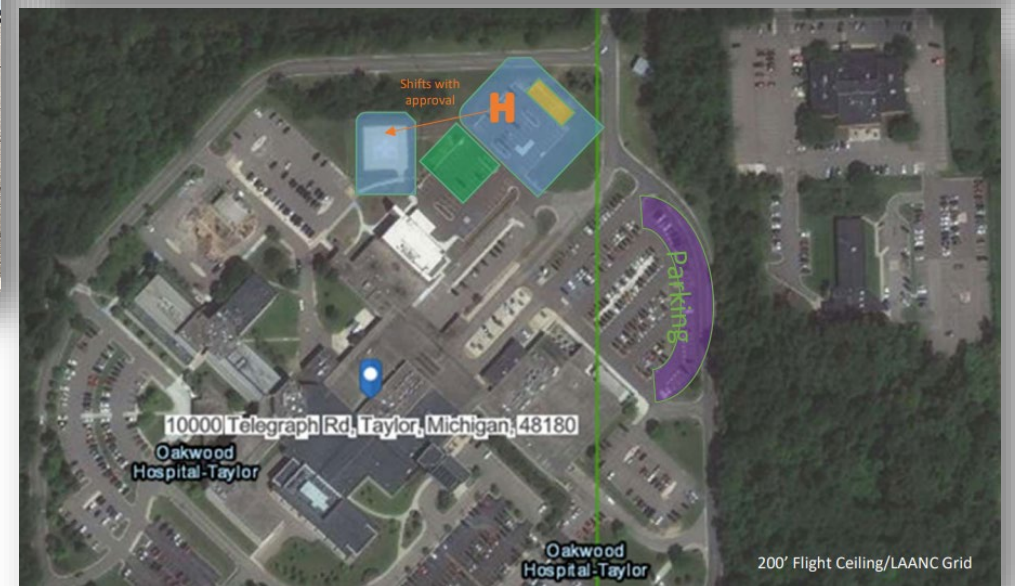 Shifts with
approval
H
Parking
10000 Telegraph Rd, Taylor, Michigan, 48180
Oakwood
Hospital-Taylor
Oakwood
Hospital-Taylor
200' Flight Ceiling/LAANC Grid